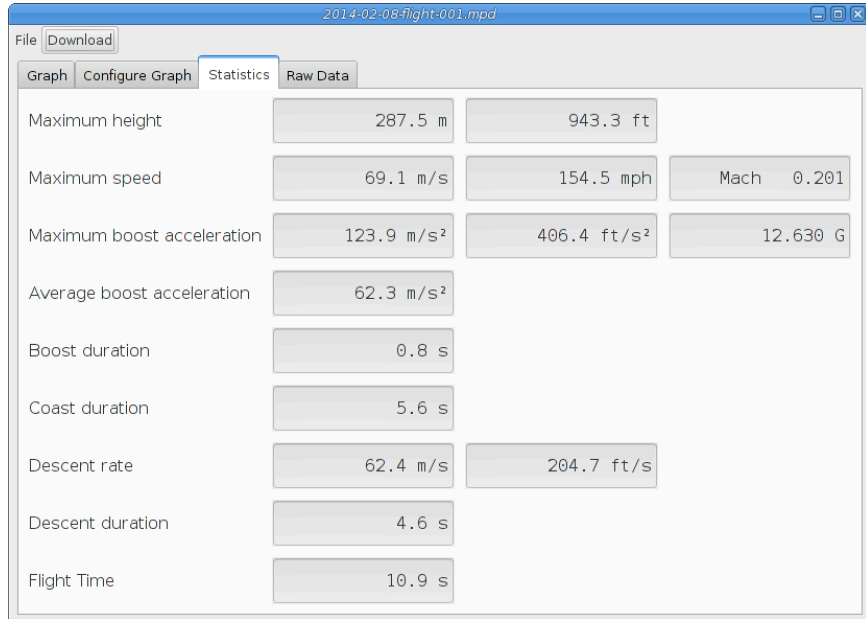 2014-02-08-flight-001.mpd
File Download
Graph Configure Graph Statistics Raw Data
Maximum height 287.5 m 943.3 ft
Maximum speed 69.1 m/s 154.5 mph Mach 0.201
Maximum boost acceleration 123.9 m/s² 406.4 ft/s² 12.630 G
Average boost acceleration 62.3 m/s²
Boost duration 0.8 s
Coast duration 5.6 s
Descent rate 62.4 m/s 204.7 ft/s
Descent duration 4.6 s
Flight Time 10.9 s